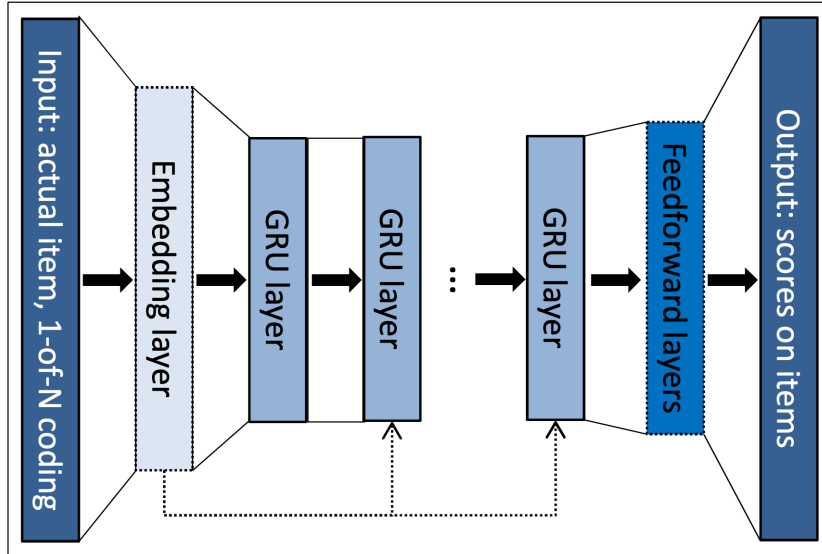 Input: actual item, 1-of-N coding
Embedding layer
GRU layer
GRU layer
...
GRU layer
Feedforward layers
Output: scores on items